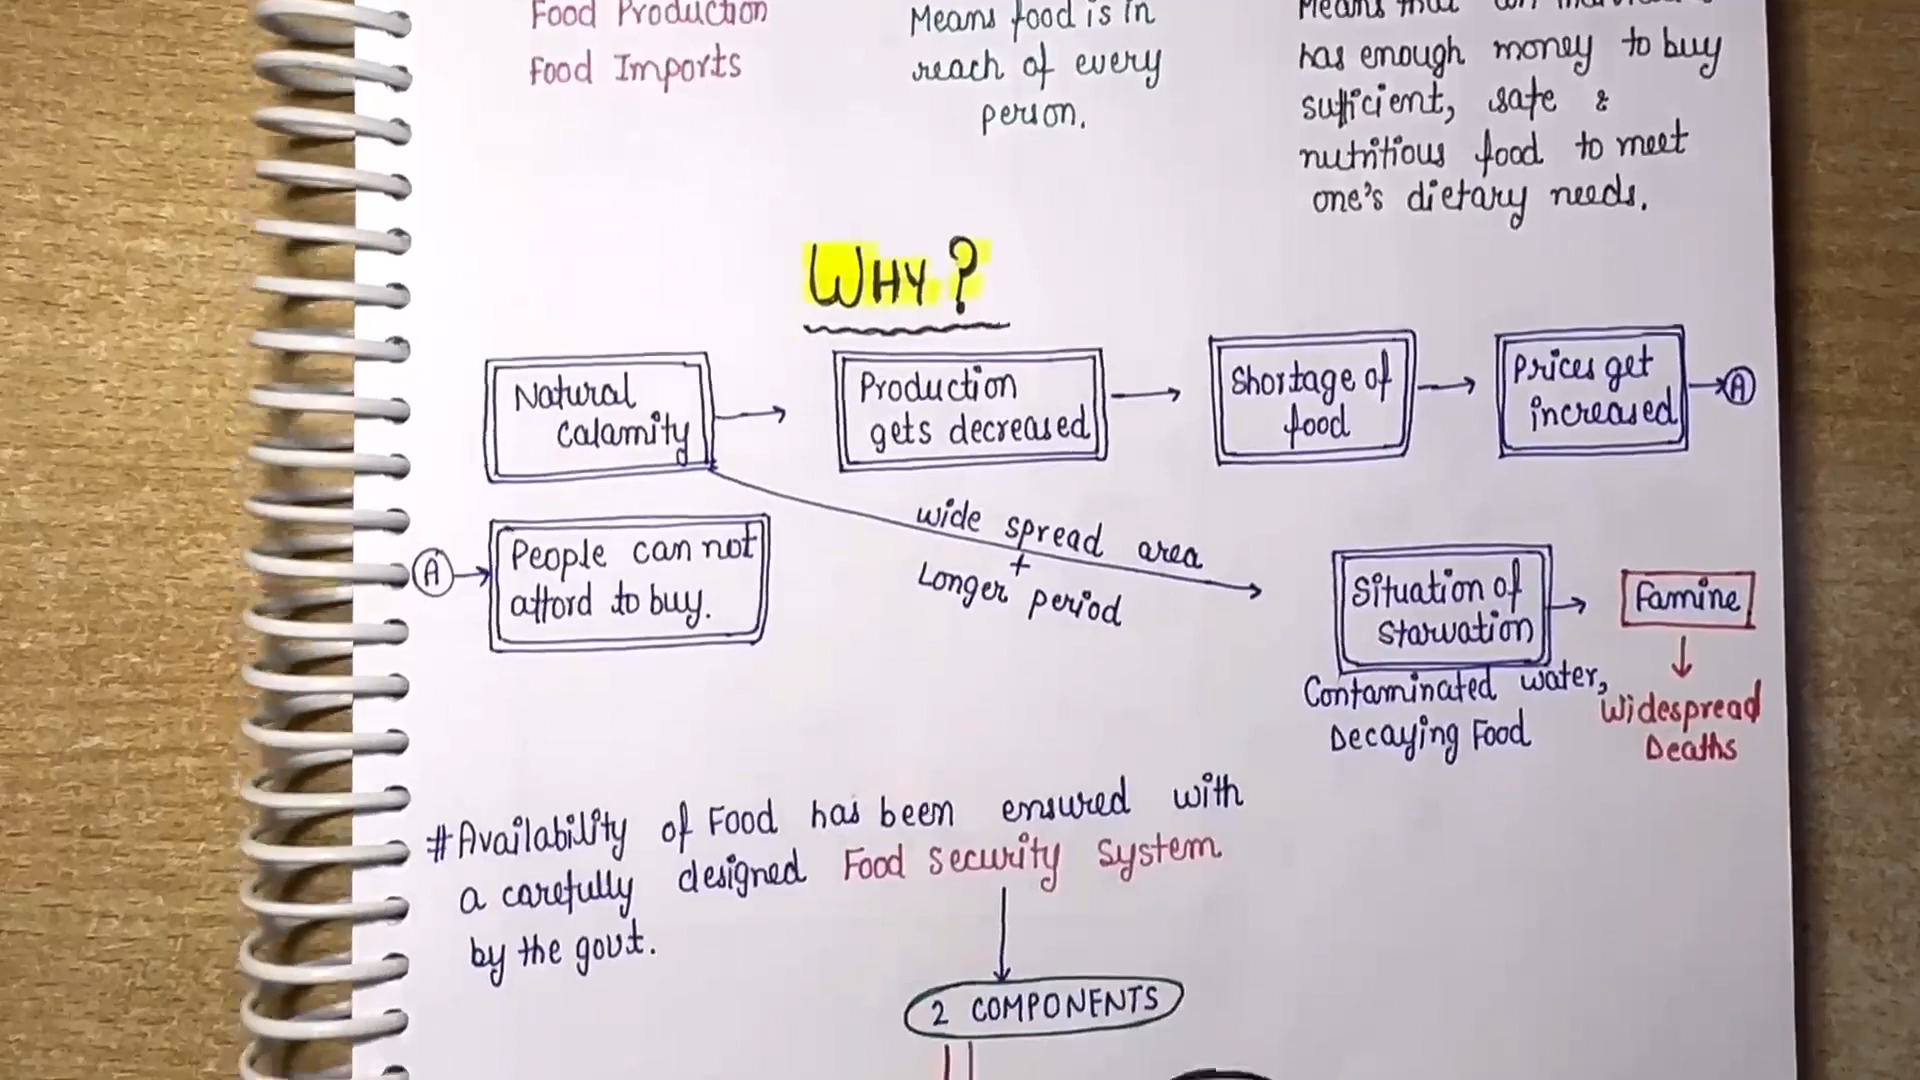 Food Production
Food Imports
Means food is in
reach of every
person.
Means that
has enough money to buy
sufficient, safe &
nutritious food to meet
one's dietary needs.
WHY?
Natural
calamity
Production
gets decreased
Shortage of
food
Prices get
increased
A
A
People can not
afford to buy.
wide spread area
+
Longer period
Situation of
starvation
Famine
Contaminated water,
Decaying Food
Widespread
Deaths
#Availability of Food has been ensured with
a carefully designed Food security system
by the govt.
2 COMPONENTS